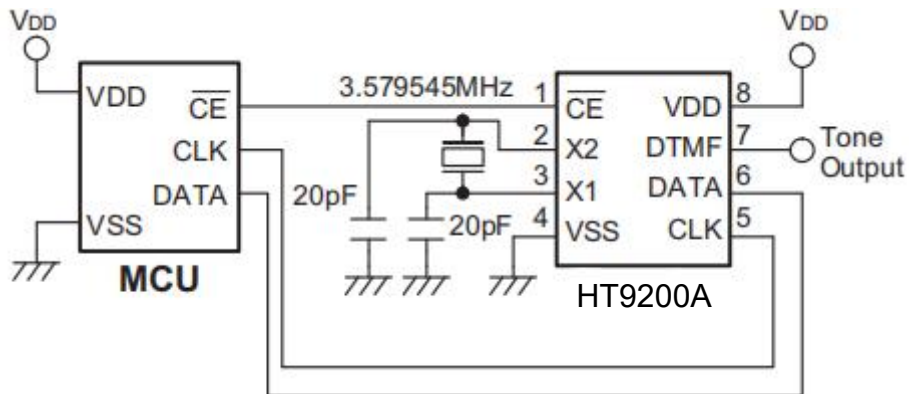 VDD
VDD
CE
CLK
DATA
VSS
MCU
3.579545MHz
20pF
20pF
1
2
3
4
CE
X2
X1
VSS
VDD
DTMF
DATA
CLK
8
7
6
5
HT9200A
VDD
Tone
Output